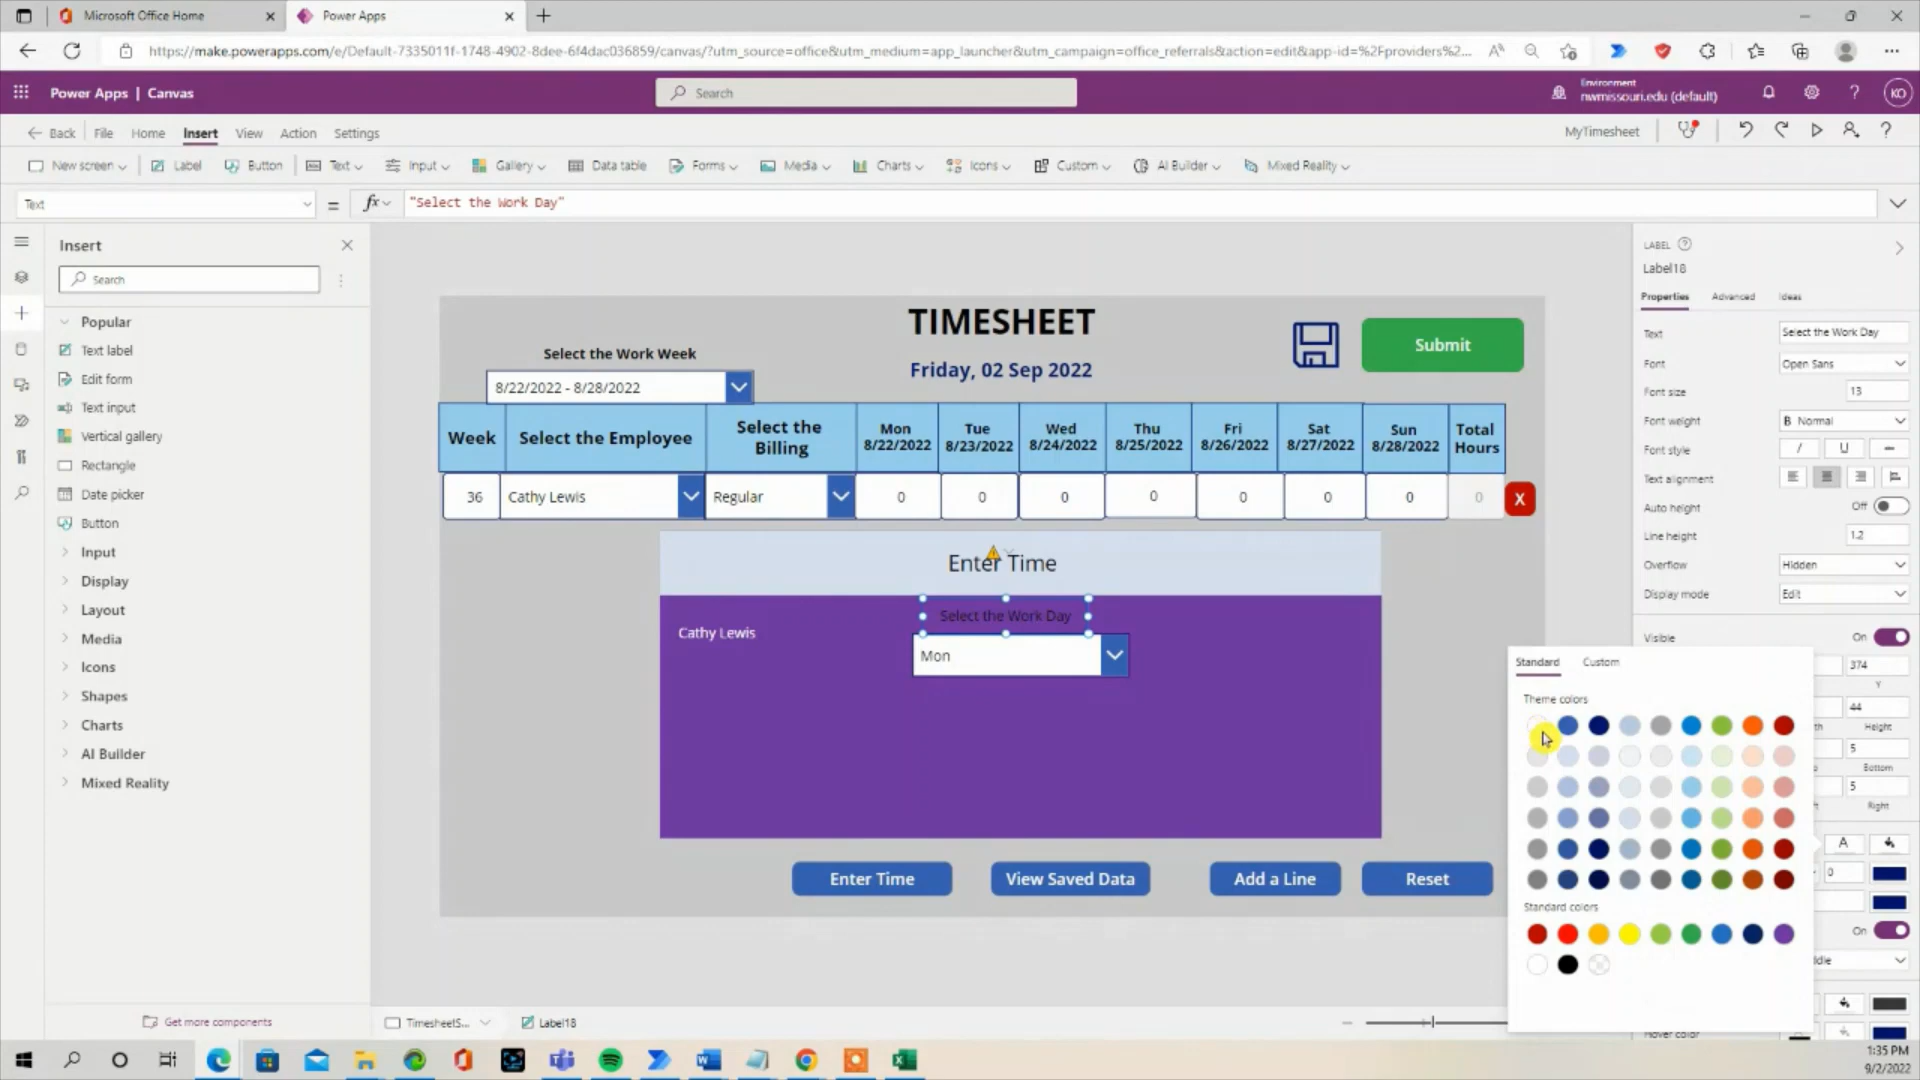 Microsoft Office Home
Power Apps
https://make.powerapps.com/e/Default-7335011f-1748-4902-8dee-6f4dac036859/canvas/?utm_source=office&utm_medium=app_launcher&utm_campaign=office_referrals&action=edit&app-id=%2Fproviders%2...
Power Apps | Canvas
Search
Environment
nwmissouri.edu (default)
KO
Back File Home Insert View Action Settings
MyTimesheet
New screen Label Button Text Input Gallery Data table Forms Media Charts Icons Custom AI Builder Mixed Reality
Text = fx "Select the Work Day"
Insert
Search
Popular
Text label
Edit form
Text input
Vertical gallery
Rectangle
Date picker
Button
Input
Display
Layout
Media
Icons
Shapes
Charts
AI Builder
Mixed Reality
Get more components
TIMESHEET
Select the Work Week
Friday, 02 Sep 2022
Submit
8/22/2022 - 8/28/2022
Week
Select the Employee
Select the
Billing
Mon
8/22/2022
Tue
8/23/2022
Wed
8/24/2022
Thu
8/25/2022
Fri
8/26/2022
Sat
8/27/2022
Sun
8/28/2022
Total
Hours
36 Cathy Lewis Regular 0 0 0 0 0 0 0 0 X
Enter Time
Select the Work Day
Cathy Lewis
Mon
Enter Time View Saved Data Add a Line Reset
TimesheetS... Label18
LABEL
Label18
Properties Advanced Ideas
Text Select the Work Day
Font Open Sans
Font size 13
Font weight B Normal
Font style / U
Text alignment
Auto height Off
Line height 1.2
Overflow Hidden
Display mode Edit
Visible On
374
Y
44
Height
5
Bottom
5
Right
A
0
On
Standard Custom
Theme colors
Standard colors
1:35 PM
9/2/2022